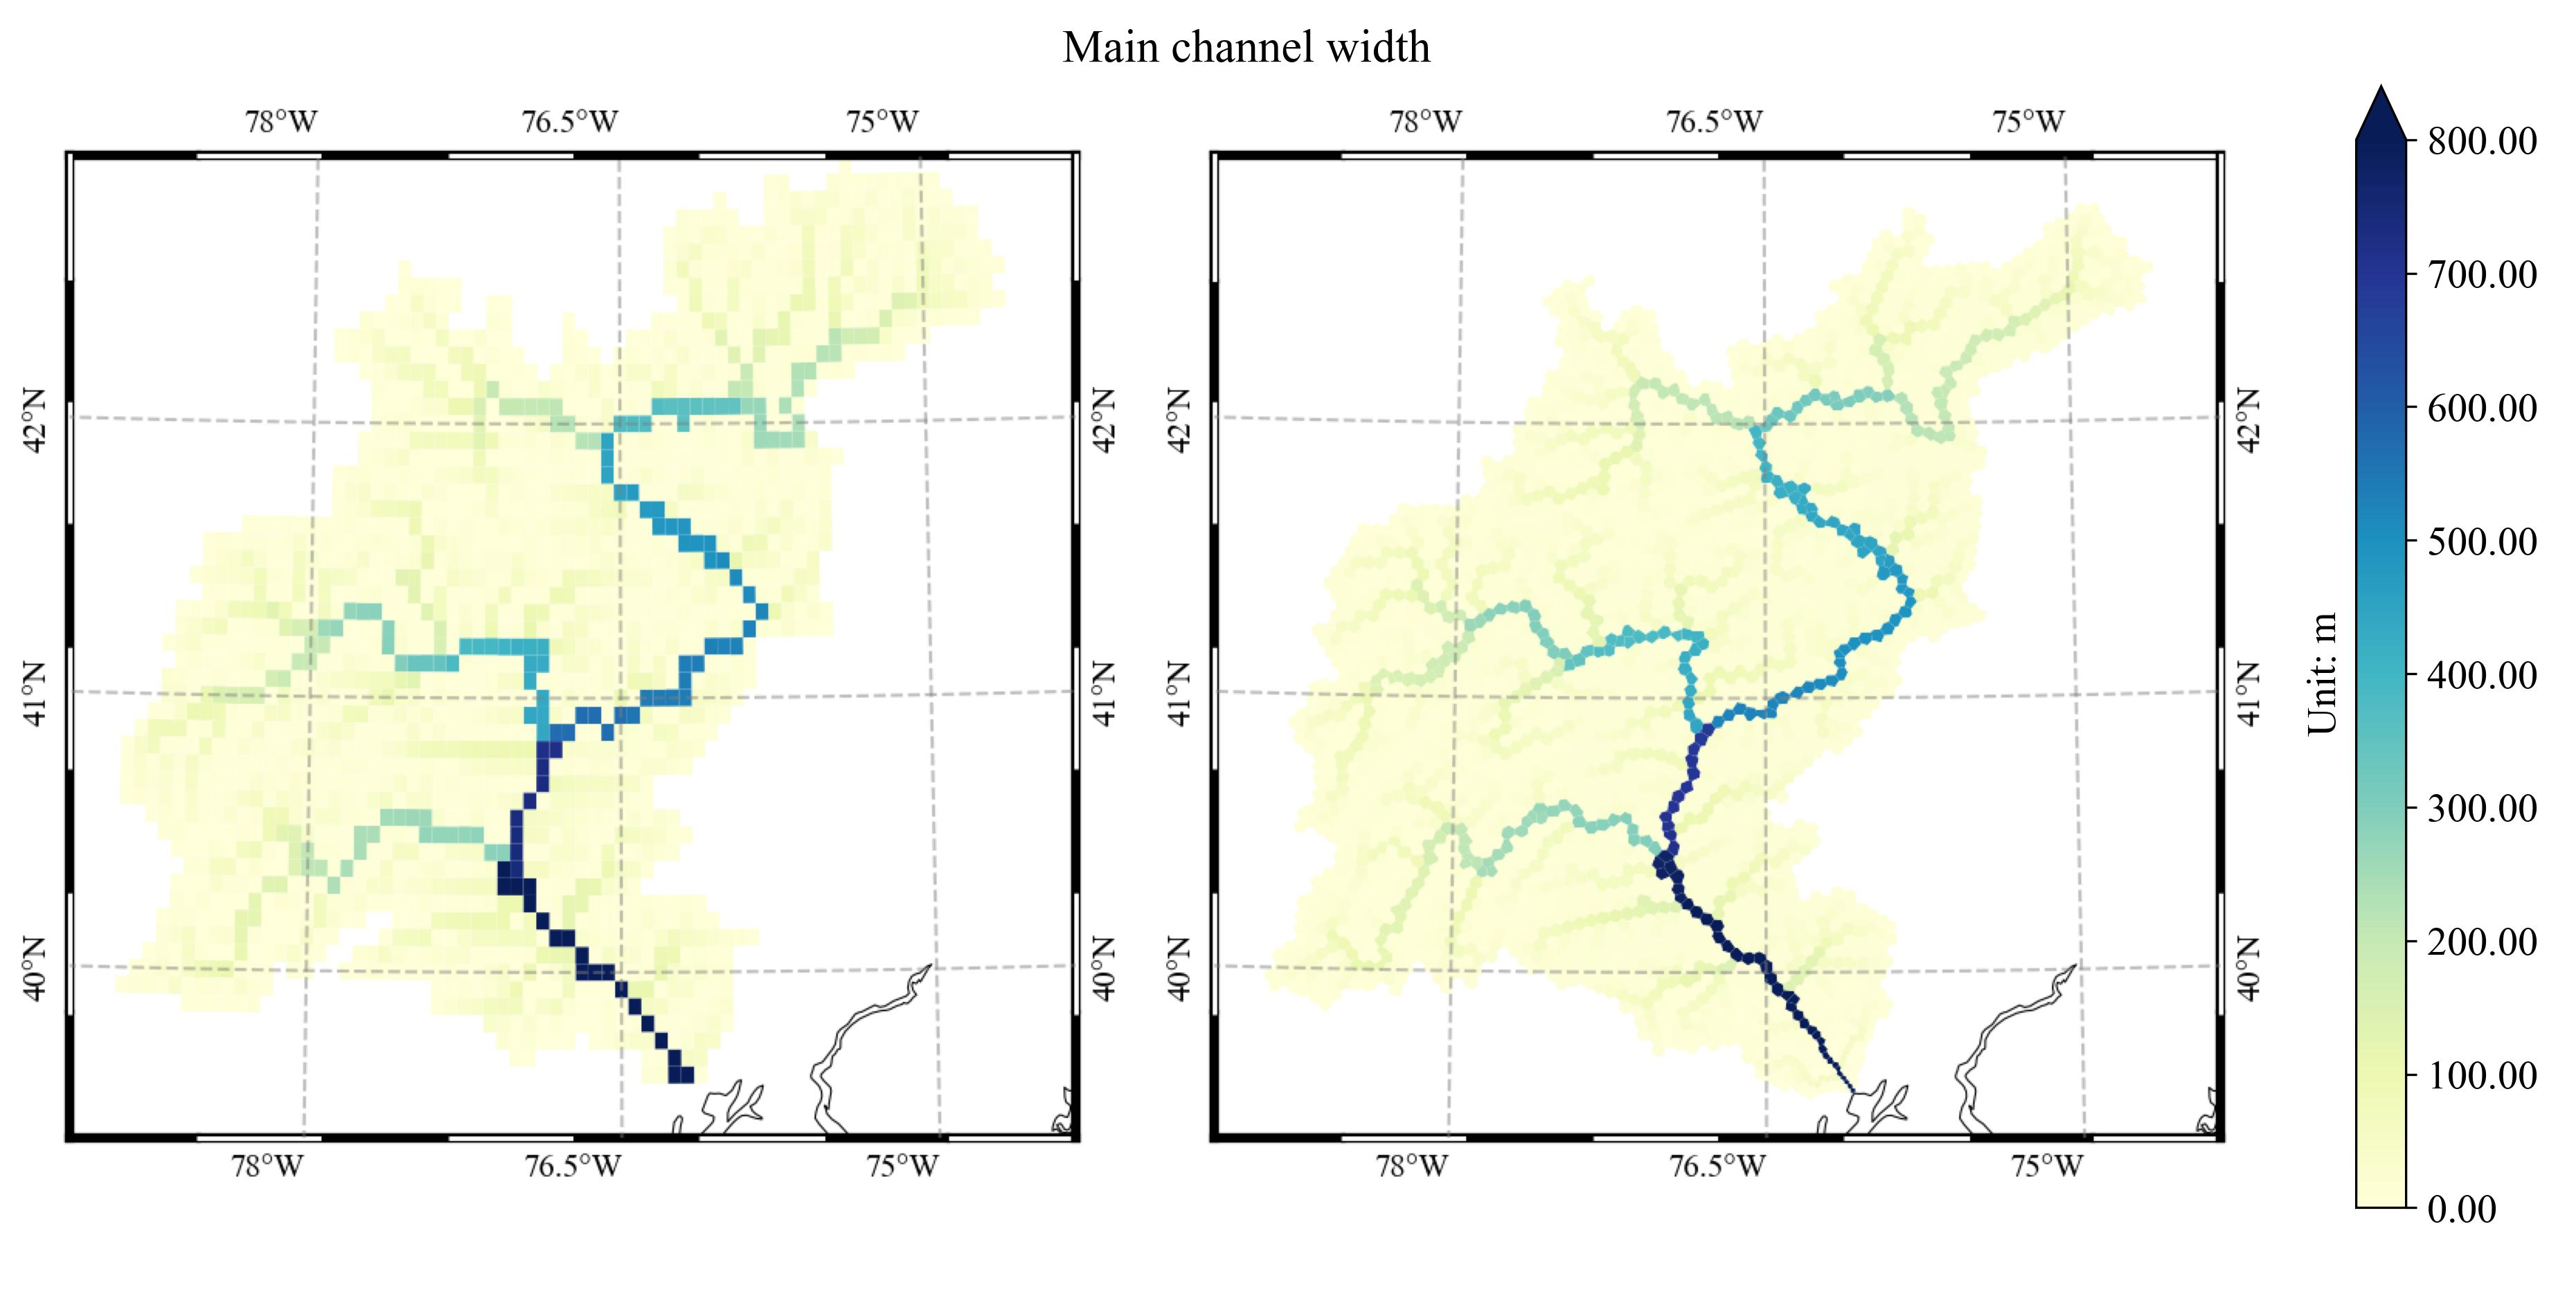 Main channel width
78°W 76.5°W 75°W 78°W 76.5°W 75°W
42°N 42°N 42°N 42°N
41°N 41°N 41°N 41°N
40°N 40°N 40°N 40°N
78°W 76.5°W 75°W 78°W 76.5°W 75°W
Unit: m
800.00
700.00
600.00
500.00
400.00
300.00
200.00
100.00
0.00